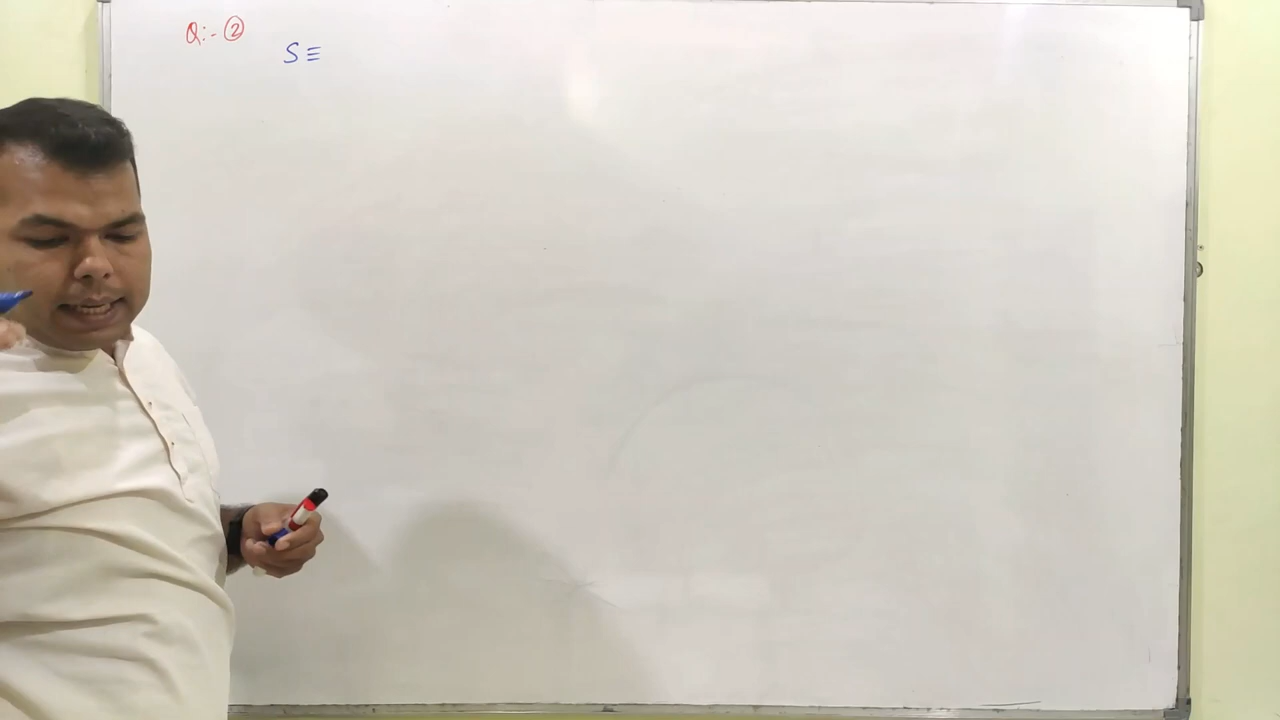 Q:- ②
S ≡